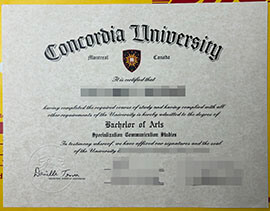 Concordia University
Montreal Canada
It is certified that
having completed the required course of study and having complied with all
other requirements of the University is hereby admitted to the degree of
Bachelor of Arts
Specialization Communication Studies
In testimony whereof, we have affixed our signatures and the seal
of the University